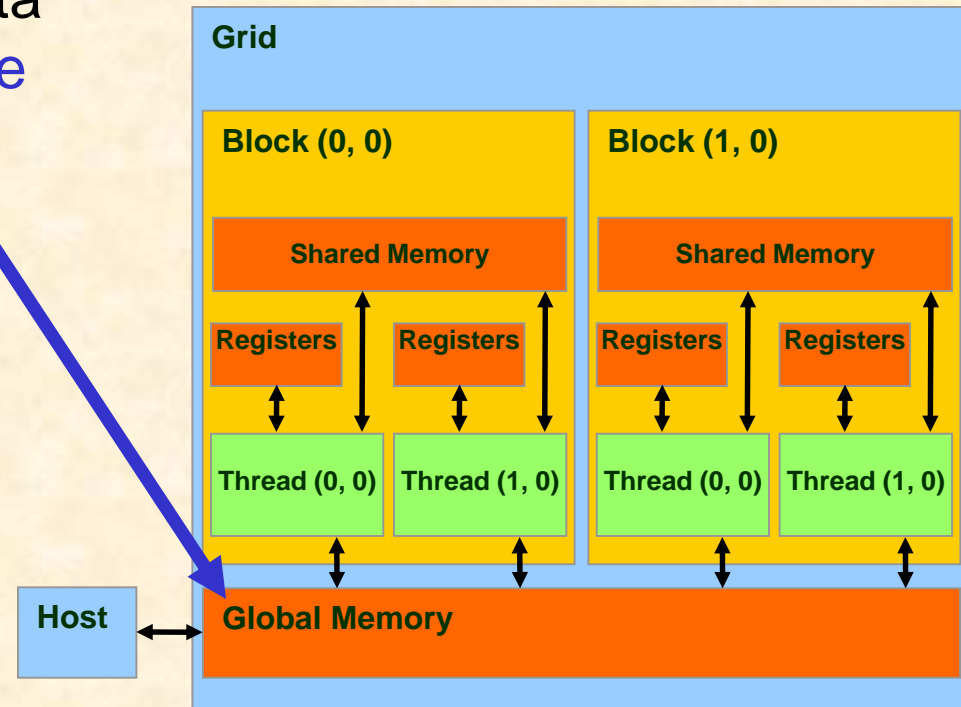 Grid
Block (0, 0)
Block (1, 0)
Shared Memory
Shared Memory
Registers
Registers
Registers
Registers
Thread (0, 0)
Thread (1, 0)
Thread (0, 0)
Thread (1, 0)
Host
Global Memory